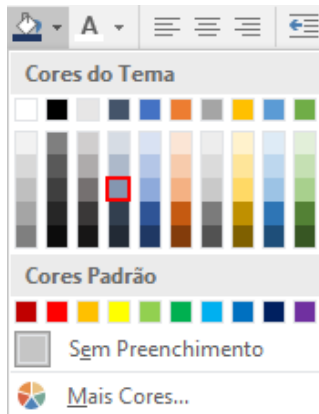 A
Cores do Tema
Cores Padrão
Sem Preenchimento
Mais Cores...